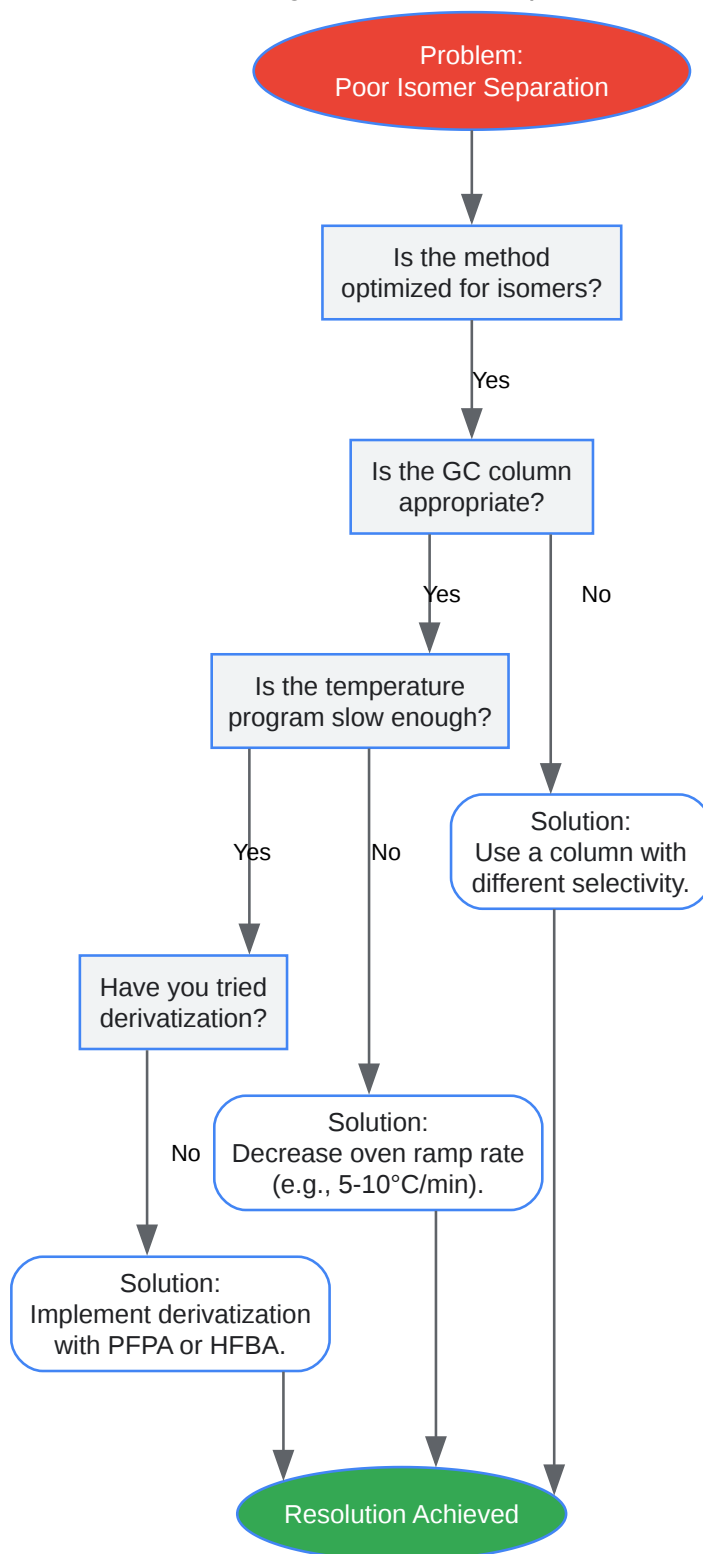 Problem:
Poor Isomer Separation
Is the method
optimized for isomers?
Yes
Is the GC column
appropriate?
Yes
No
Is the temperature
program slow enough?
Solution:
Use a column with
different selectivity.
Yes
No
Have you tried
derivatization?
Solution:
Decrease oven ramp rate
(e.g., 5-10°C/min).
No
Solution:
Implement derivatization
with PFPA or HFBA.
Resolution Achieved